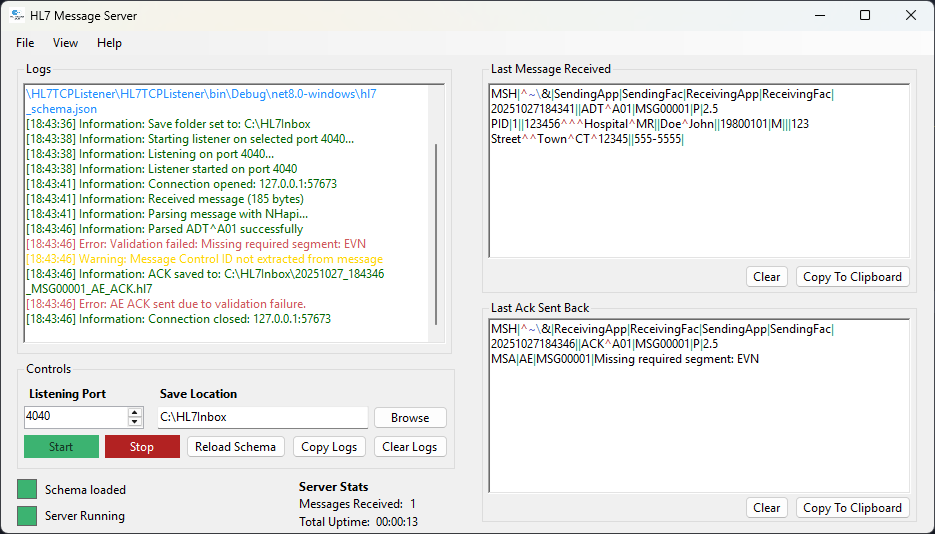 HL7 Message Server
File View Help
Logs
\HL7TCPListener\HL7TCPListener\bin\Debug\net8.0-windows\hl7
_schema.json
[18:43:36] Information: Save folder set to: C:\HL7Inbox
[18:43:38] Information: Starting listener on selected port 4040...
[18:43:38] Information: Listening on port 4040...
[18:43:38] Information: Listener started on port 4040
[18:43:41] Information: Connection opened: 127.0.0.1:57673
[18:43:41] Information: Received message (185 bytes)
[18:43:41] Information: Parsing message with NHapi...
[18:43:46] Information: Parsed ADT^A01 successfully
[18:43:46] Error: Validation failed: Missing required segment: EVN
[18:43:46] Warning: Message Control ID not extracted from message
[18:43:46] Information: ACK saved to: C:\HL7Inbox\20251027_184346
_MSG00001_AE_ACK.hl7
[18:43:46] Error: AE ACK sent due to validation failure.
[18:43:46] Information: Connection closed: 127.0.0.1:57673
Controls
Listening Port Save Location
4040 C:\HL7Inbox Browse
Start Stop Reload Schema Copy Logs Clear Logs
Schema loaded
Server Running
Server Stats
Messages Received: 1
Total Uptime: 00:00:13
Last Message Received
MSH|^~\&|SendingApp|SendingFac|ReceivingApp|ReceivingFac|
20251027184341||ADT^A01|MSG00001|P|2.5
PID|1||123456^^^Hospital^MR||Doe^John||19800101|M|||123
Street^^Town^CT^12345||555-5555|
Clear Copy To Clipboard
Last Ack Sent Back
MSH|^~\&|ReceivingApp|ReceivingFac|SendingApp|SendingFac|
20251027184346||ACK^A01|MSG00001|P|2.5
MSA|AE|MSG00001|Missing required segment: EVN
Clear Copy To Clipboard